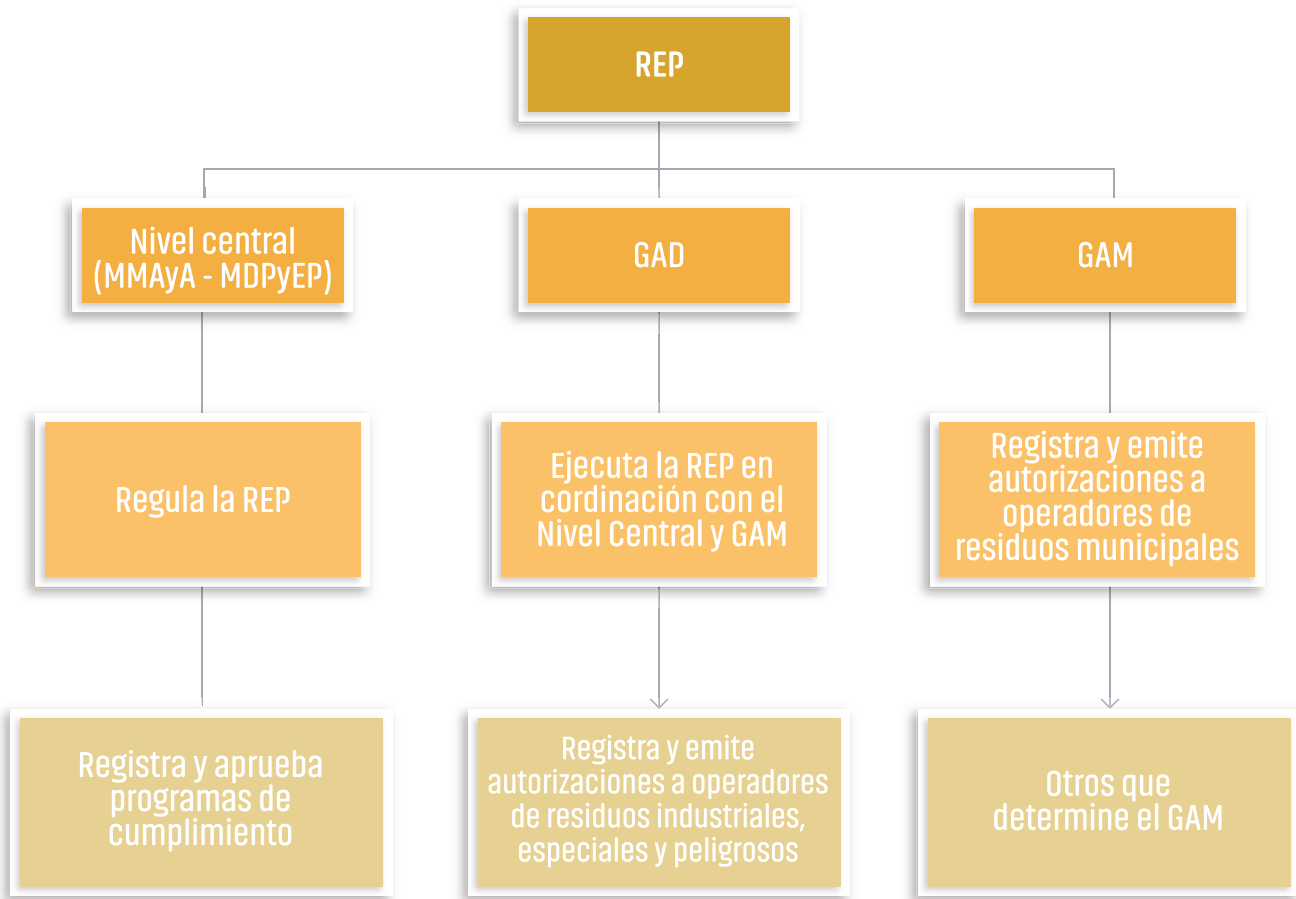 REP
Nivel central
(MMAyA - MDPyEP)
GAD
GAM
Regula la REP
Ejecuta la REP en
cordinación con el
Nivel Central y GAM
Registra y emite
autorizaciones a
operadores de
residuos municipales
Registra y aprueba
programas de
cumplimiento
Registra y emite
autorizaciones a operadores
de residuos industriales,
especiales y peligrosos
Otros que
determine el GAM